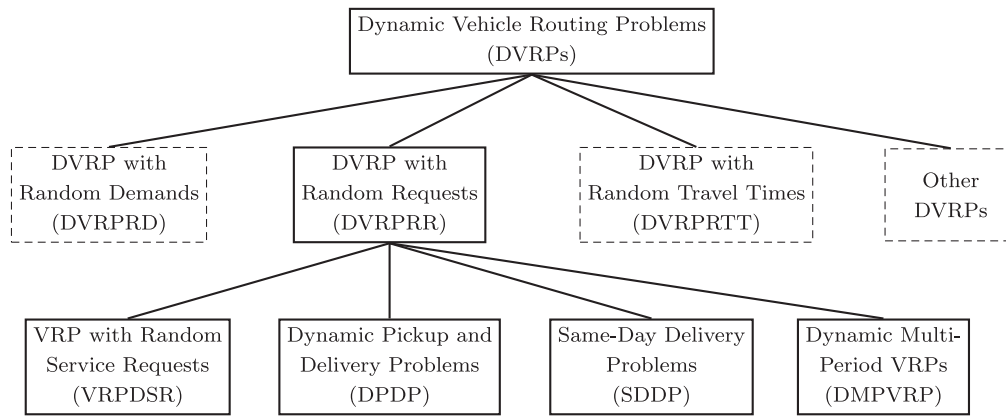 Dynamic Vehicle Routing Problems
(DVRPs)
DVRP with
Random Demands
(DVRPRD)
DVRP with
Random Requests
(DVRPRR)
DVRP with
Random Travel Times
(DVRPRTT)
Other
DVRPs
VRP with Random
Service Requests
(VRPDSR)
Dynamic Pickup and
Delivery Problems
(DPDP)
Same-Day Delivery
Problems
(SDDP)
Dynamic Multi-
Period VRPs
(DMPVRP)